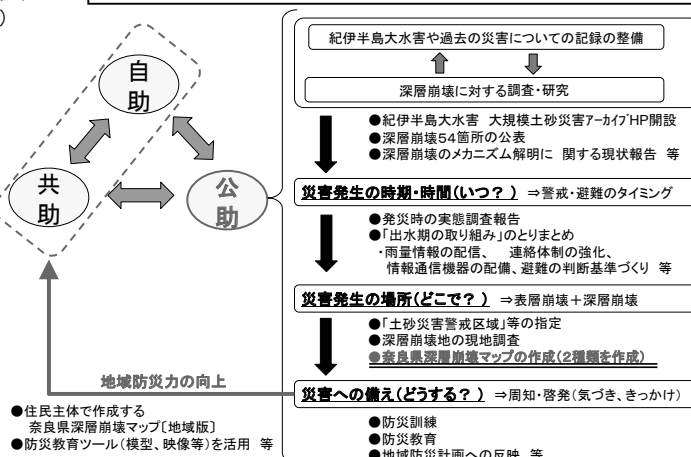 紀伊半島大水害や過去の災害についての記録の整備
深層崩壊に対する調査・研究
●紀伊半島大水害 大規模土砂災害アーカイブHP開設
●深層崩壊54箇所の公表
●深層崩壊のメカニズム解明に 関する現状報告 等
災害発生の時期・時間(いつ?) ⇒警戒・避難のタイミング
●発災時の実態調査報告
●「出水期の取り組み」のとりまとめ
・雨量情報の配信、 連絡体制の強化、
情報通信機器の配備、避難の判断基準づくり 等
災害発生の場所(どこで?) ⇒表層崩壊+深層崩壊
●「土砂災害警戒区域」等の指定
●深層崩壊地の現地調査
●奈良県深層崩壊マップの作成(2種類を作成)
災害への備え(どうする?) ⇒周知・啓発(気づき、きっかけ)
●防災訓練
●防災教育
●地域防災計画への反映 等
自助
共助
公助
地域防災力の向上
●住民主体で作成する
奈良県深層崩壊マップ〔地域版〕
●防災教育ツール(模型、映像等)を活用 等